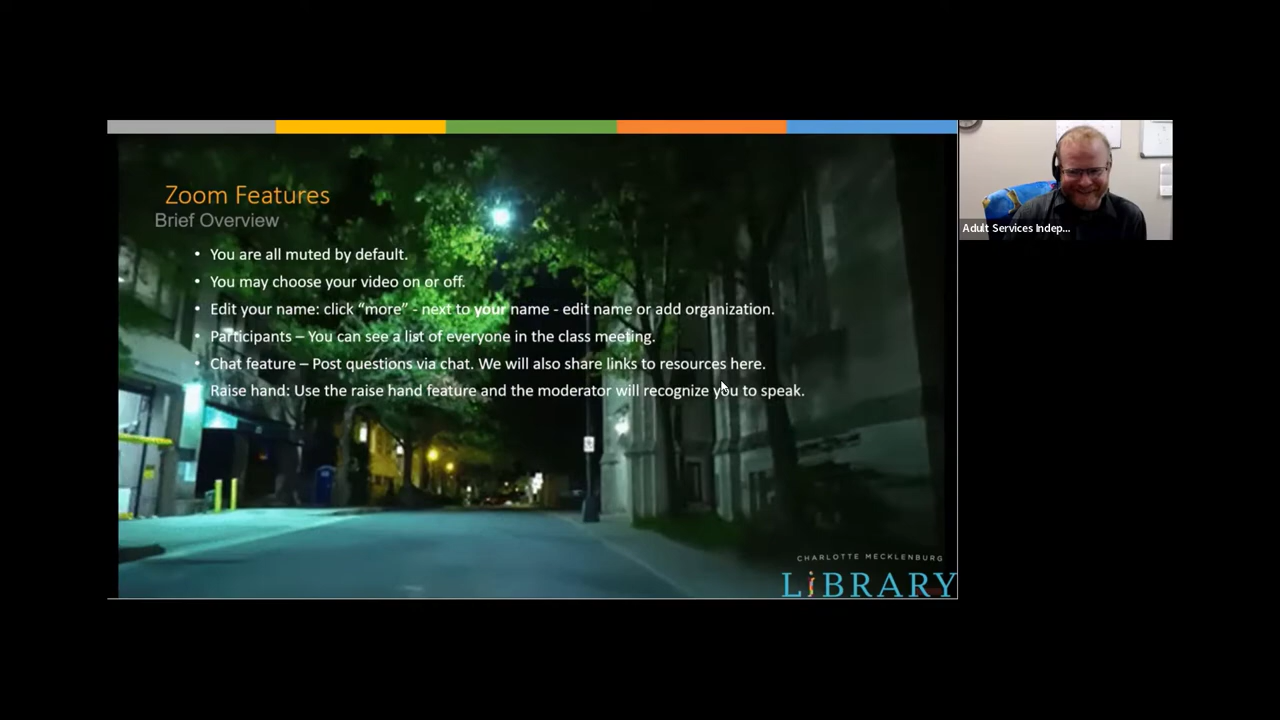 Zoom Features
Brief Overview
• You are all muted by default.
• You may choose your video on or off.
• Edit your name: click “more” - next to your name - edit name or add organization.
• Participants – You can see a list of everyone in the class meeting.
• Chat feature – Post questions via chat. We will also share links to resources here.
Raise hand: Use the raise hand feature and the moderator will recognize you to speak.
CHARLOTTE MECKLENBURG
LiBRARY
Adult Services Indep...